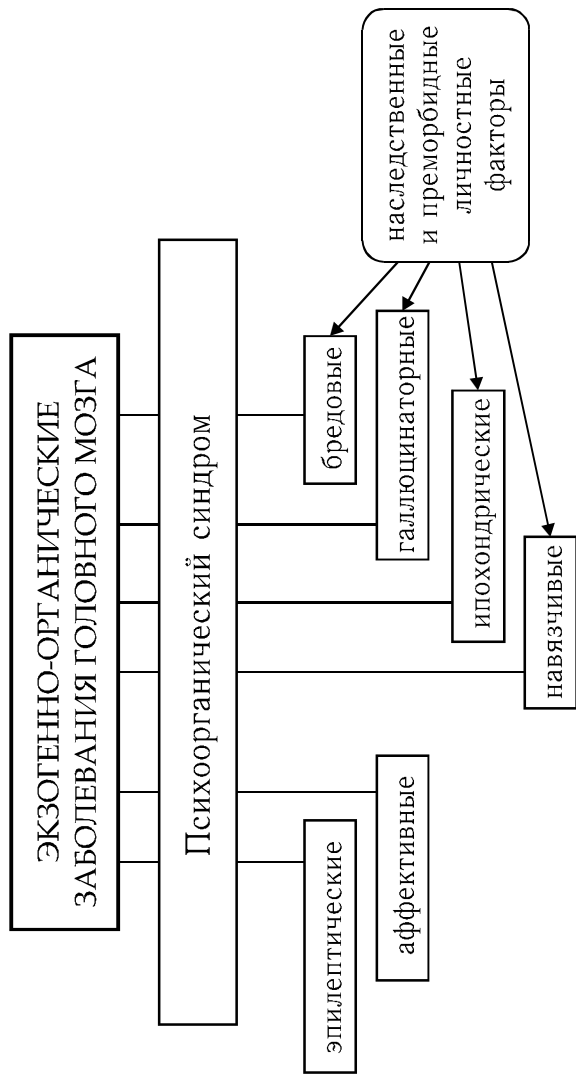 ЭКЗОГЕННО-ОРГАНИЧЕСКИЕ
ЗАБОЛЕВАНИЯ ГОЛОВНОГО МОЗГА
Психоорганический синдром
эпилептические
аффективные
бредовые
галлюцинаторные
ипохондрические
навязчивые
наследственные
и преморбидные
личностные
факторы